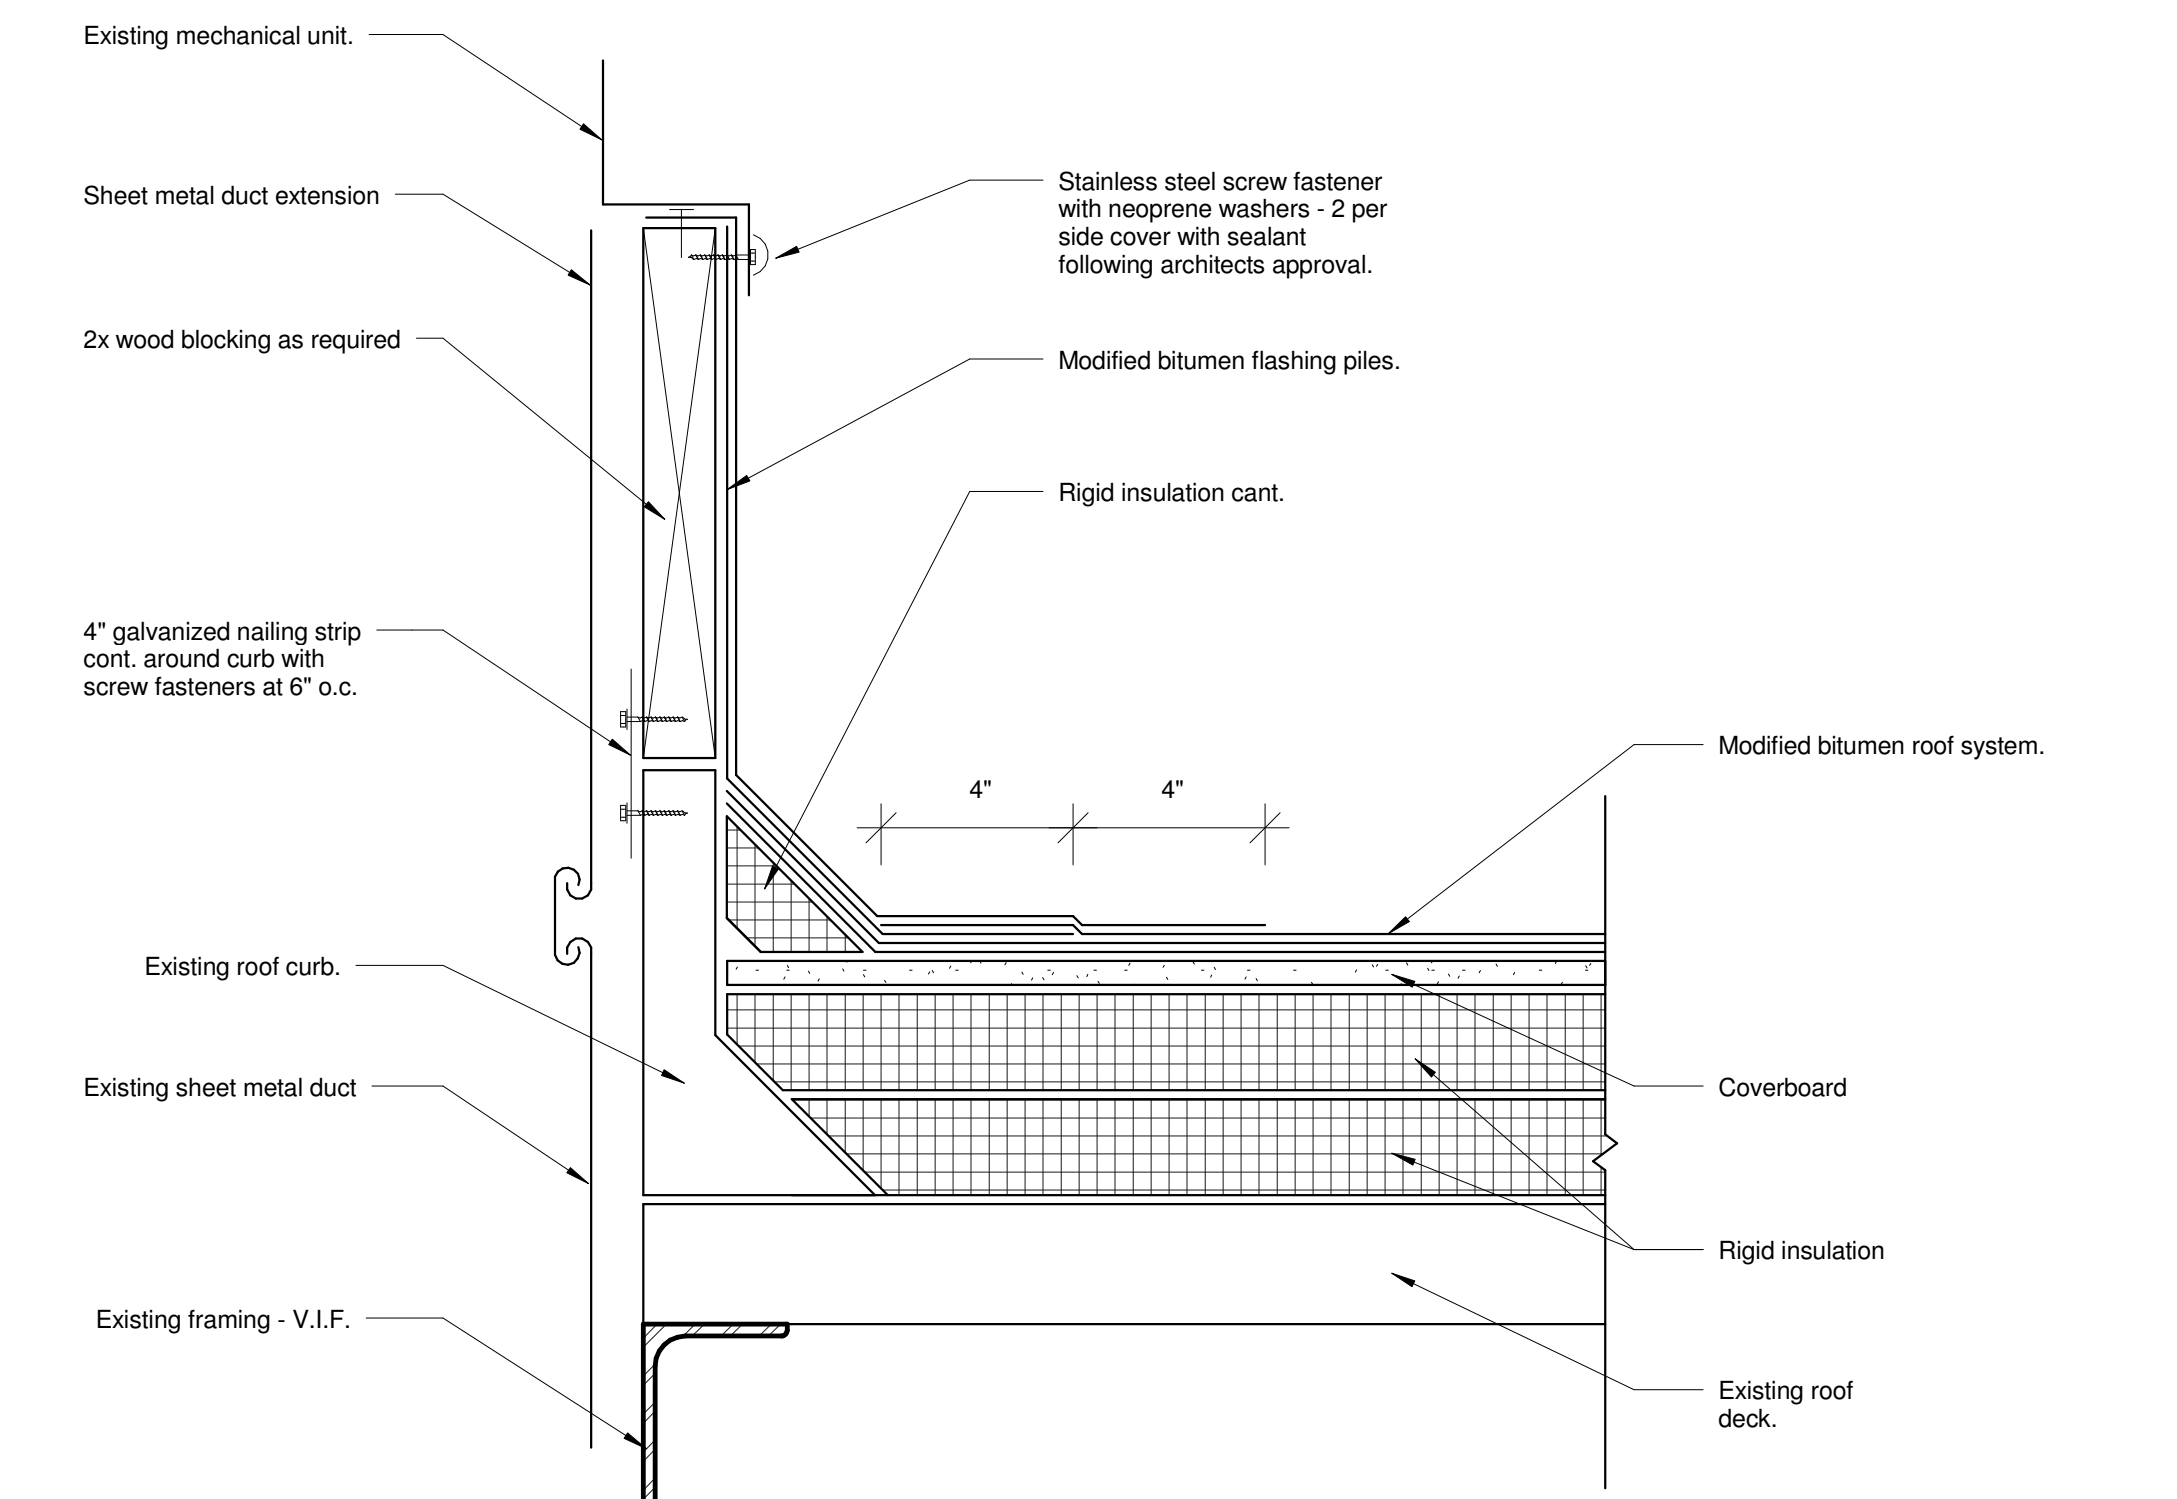 Existing mechanical unit.
Sheet metal duct extension
2x wood blocking as required
4" galvanized nailing strip
cont. around curb with
screw fasteners at 6" o.c.
Existing roof curb.
Existing sheet metal duct
Existing framing - V.I.F.
Stainless steel screw fastener
with neoprene washers - 2 per
side cover with sealant
following architects approval.
Modified bitumen flashing piles.
Rigid insulation cant.
4"
4"
Modified bitumen roof system.
Coverboard
Rigid insulation
Existing roof
deck.